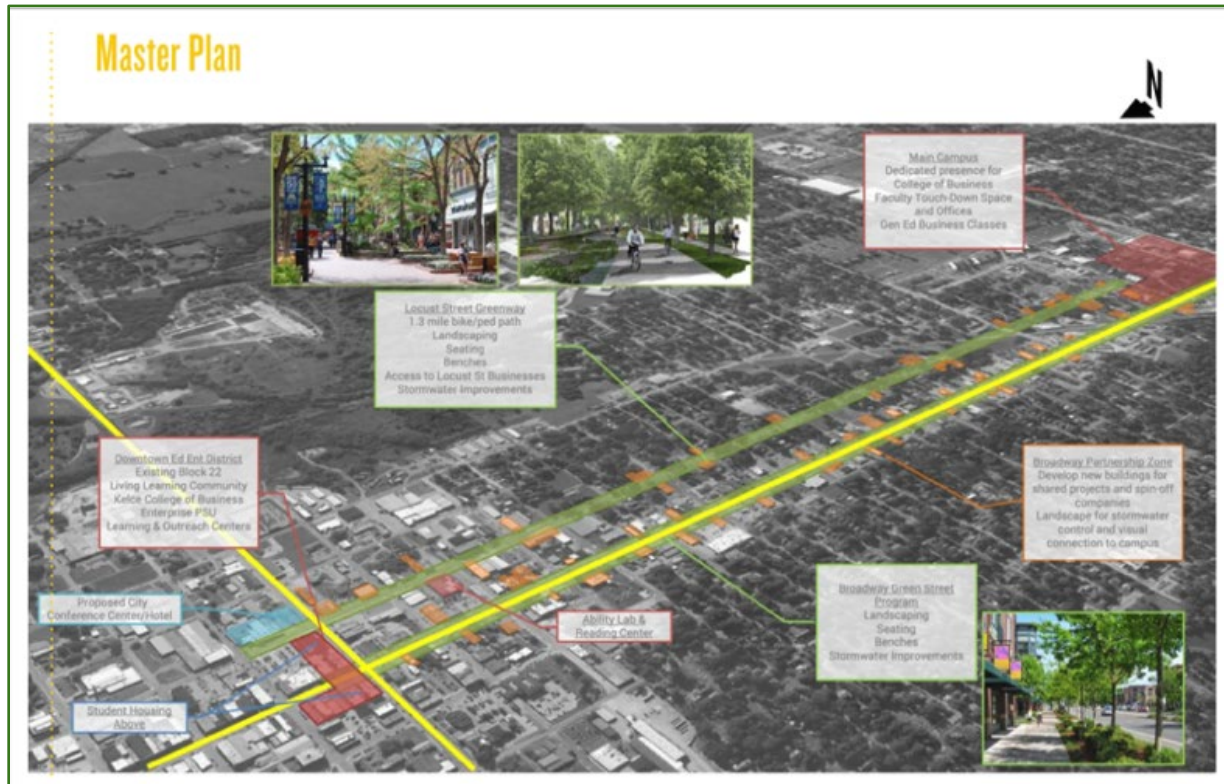 Master Plan
N
Main Campus
Dedicated presence for
College of Business
Faculty Touch-Down Space
and Offices
Gen Ed Business Classes
Locust Street Greenway
1.3 mile bike/ped path
Landscaping
Seating
Benches
Access to Locust St Businesses
Stormwater Improvements
Downtown Ed Ent District
Existing Block 22
Living Learning Community
Kelce College of Business
Enterprise PSU
Learning & Outreach Centers
Broadway Partnership Zone
Develop new buildings for
shared projects and spin-off
companies
Landscape for stormwater
control and visual
connection to campus
Proposed City
Conference Center/Hotel
Ability Lab &
Reading Center
Broadway Green Street
Program
Landscaping
Seating
Benches
Stormwater Improvements
Student Housing
Above